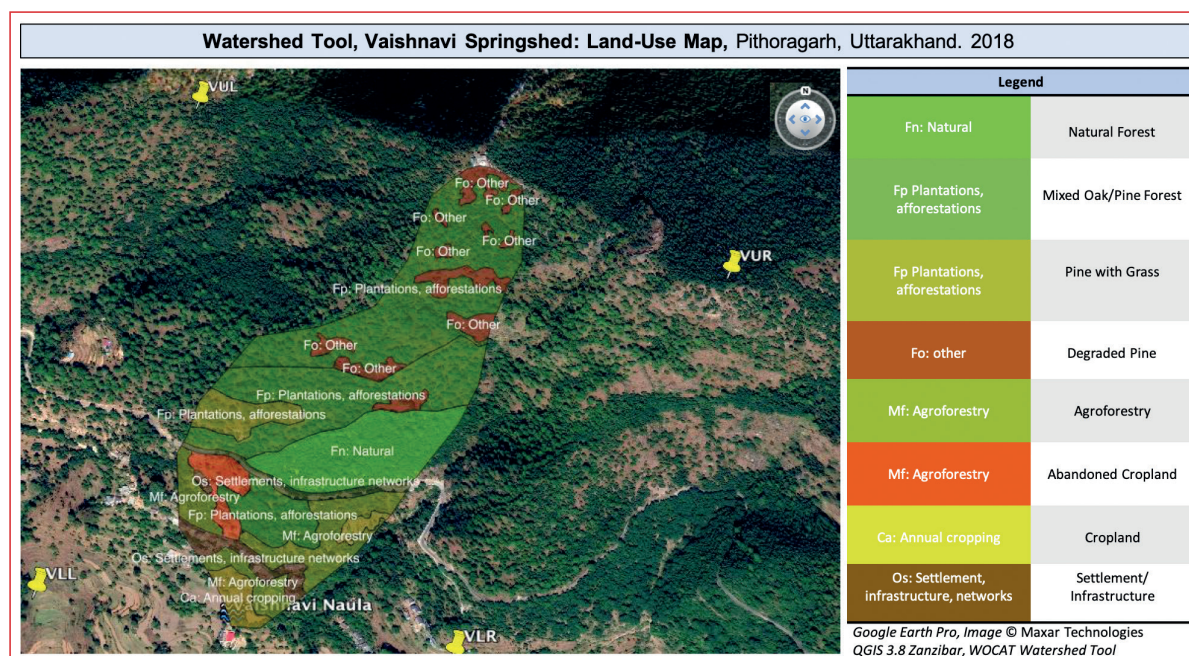 Watershed Tool, Vaishnavi Springshed: Land-Use Map, Pithoragarh, Uttarakhand. 2018
VUL
N
Fo: Other
Fo: Other
Fo: Other
Fo: Other
Fo: Other
VUR
Fp: Plantations, afforestations
Fo: Other
Fo: Other
Fo: Other
Fp: Plantations, afforestations
Fp: Plantations, afforestations
Fn: Natural
Os: Settlements, infrastructure networks
Mf: Agroforestry
Fp: Plantations, afforestations
Mf: Agroforestry
Os: Settlements, infrastructure networks
VLL
Mf: Agroforestry
Ca: Annual cropping
Vaishnavi Naula
VLR
Legend
Fn: Natural
Natural Forest
Fp Plantations,
afforestations
Mixed Oak/Pine Forest
Fp Plantations,
afforestations
Pine with Grass
Fo: other
Degraded Pine
Mf: Agroforestry
Agroforestry
Mf: Agroforestry
Abandoned Cropland
Ca: Annual cropping
Cropland
Os: Settlement,
infrastructure, networks
Settlement/
Infrastructure
Google Earth Pro, Image © Maxar Technologies
QGIS 3.8 Zanzibar, WOCAT Watershed Tool